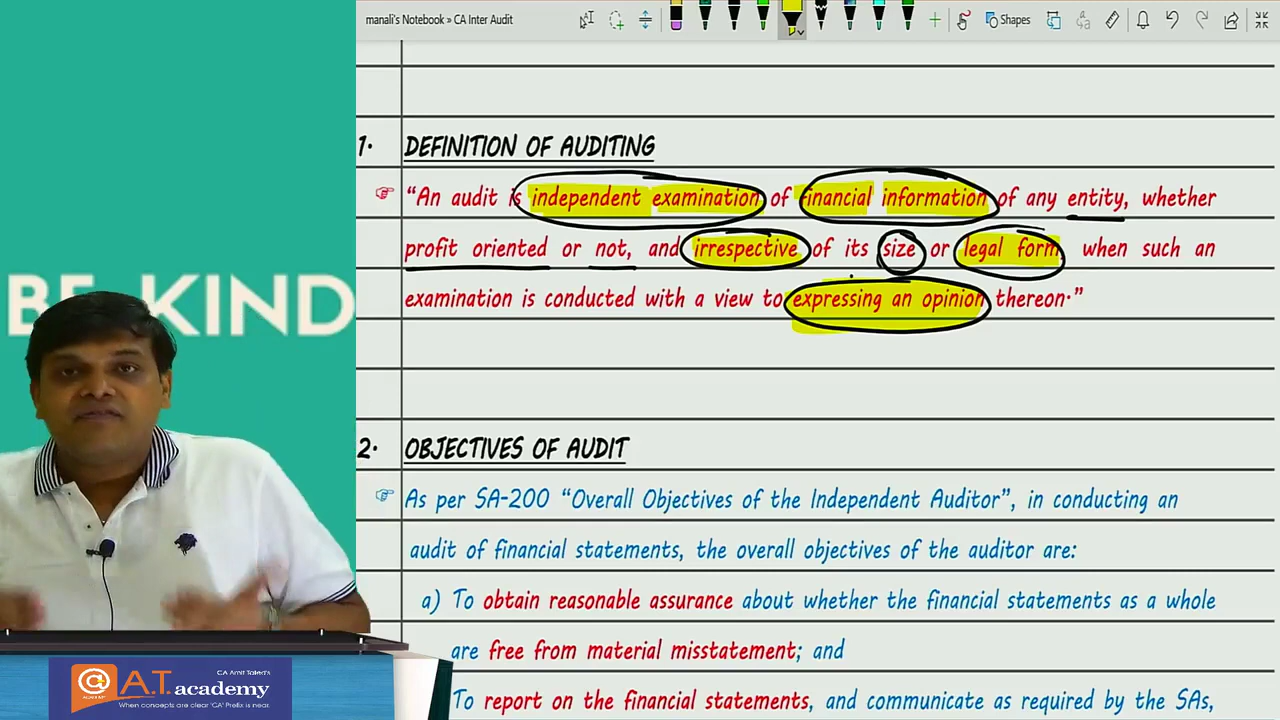 manali's Notebook » CA Inter Audit
Shapes
1. DEFINITION OF AUDITING
“An audit is independent examination of financial information of any entity, whether
profit oriented or not, and irrespective of its size or legal form when such an
examination is conducted with a view to expressing an opinion thereon.”
BE KIND
2. OBJECTIVES OF AUDIT
As per SA-200 “Overall Objectives of the Independent Auditor”, in conducting an
audit of financial statements, the overall objectives of the auditor are:
a) To obtain reasonable assurance about whether the financial statements as a whole
are free from material misstatement; and
To report on the financial statements, and communicate as required by the SAs,
CA Amit Talda's
@ A.T. academy
When concepts are clear 'CA' Prefix is near.